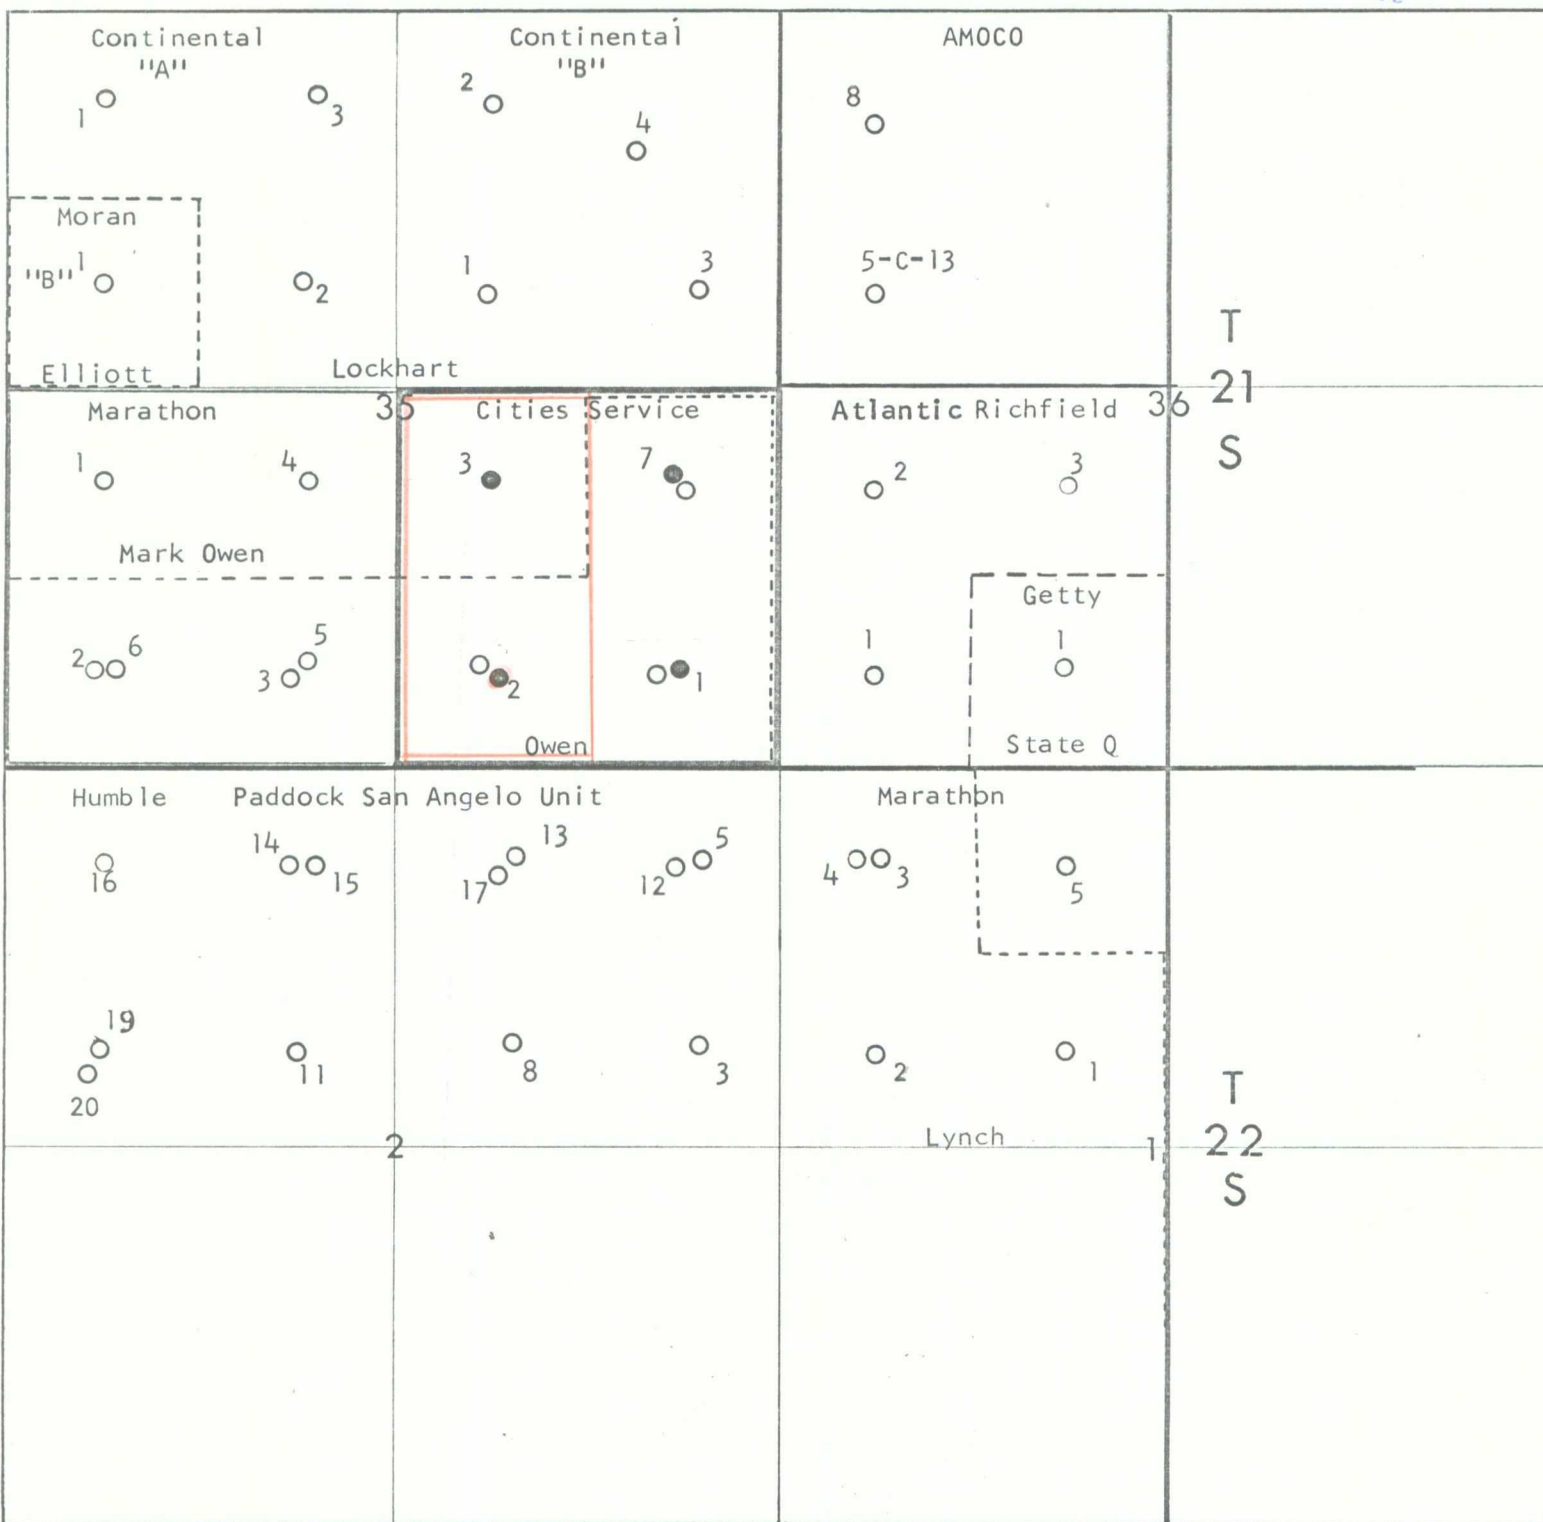 Continental
"A"
1
3
Continental
"B"
2
4
AMOCO
8
Moran
"B" 1
2
Elliott
Lockhart
1
3
5-C-13
T
21
S
35
36
Marathon
1
4
Mark Owen
2
6
3
5
Cities Service
3
7
2
1
Owen
Atlantic Richfield
2
3
1
Getty
1
State Q
Humble
Paddock San Angelo Unit
16
14
15
17
13
12
5
Marathon
4
3
5
19
20
11
8
3
2
1
Lynch
2
1
T
22
S